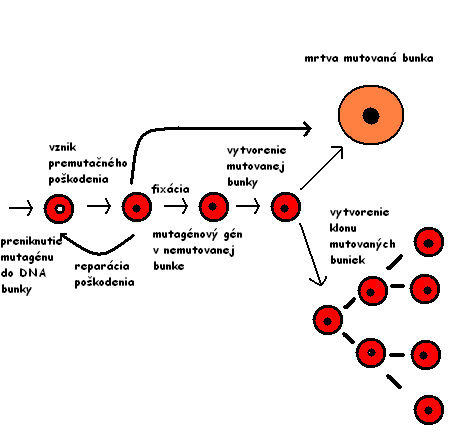 mrtva mutovaná bunka
vznik
premutačného
poškodenia
vytvorenie
mutovanej
bunky
fixácia
preniknutie
mutagénu
do DNA
bunky
reparácia
poškodenia
mutagénový gén
v nemutovanej
bunke
vytvorenie
klonu
mutovaných
buniek